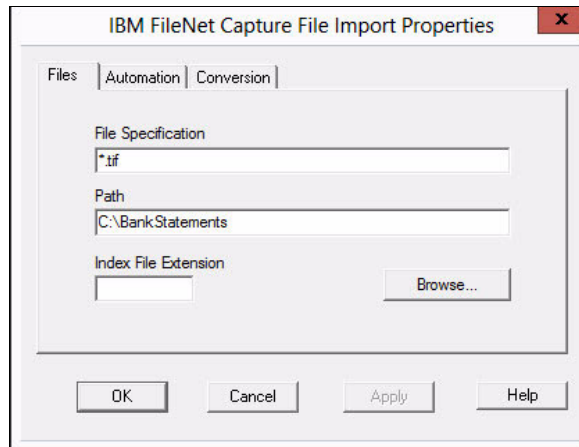 IBM FileNet Capture File Import Properties
x
Files Automation Conversion
File Specification
*.tif
Path
C:\BankStatements
Index File Extension
Browse...
OK Cancel Apply Help